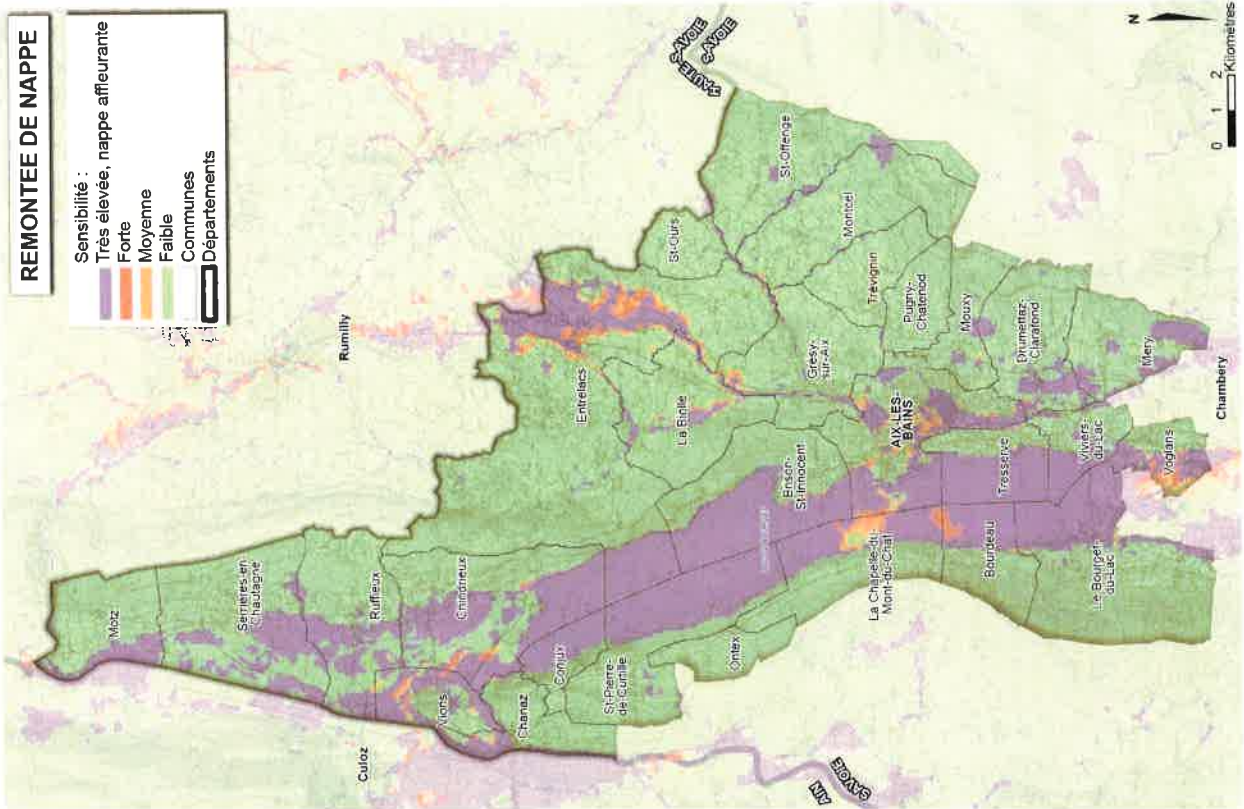 REMONTEE DE NAPPE
Sensibilité :
Très élevée, nappe affleurante
Forte
Moyenne
Faible
Communes
Départements
Rumilly
HAUTE-SAVOIE
SAVOIE
Motz
Serrières-en-
Chautagne
Ruffieux
Chindrieux
Culoz
Vions
Chanaz
Conjux
St-Pierre-
de-Curtille
Ontex
Entrelacs
La Biolle
St-Ours
St-Offenge
Montcel
Trévignin
Pugny-
Chatenod
Mouxy
Grésy-
sur-Aix
Brison-
St-Innocent
AIX-LES-
BAINS
La Chapelle-du-
Mont-du-Chat
Bourdeau
Tresserve
Drumettaz-
Clarafond
Viviers-
du-Lac
Mery
Le Bourget-
du-Lac
Voglans
Chambery
AIN
SAVOIE
N
0 1 2
Kilomètres